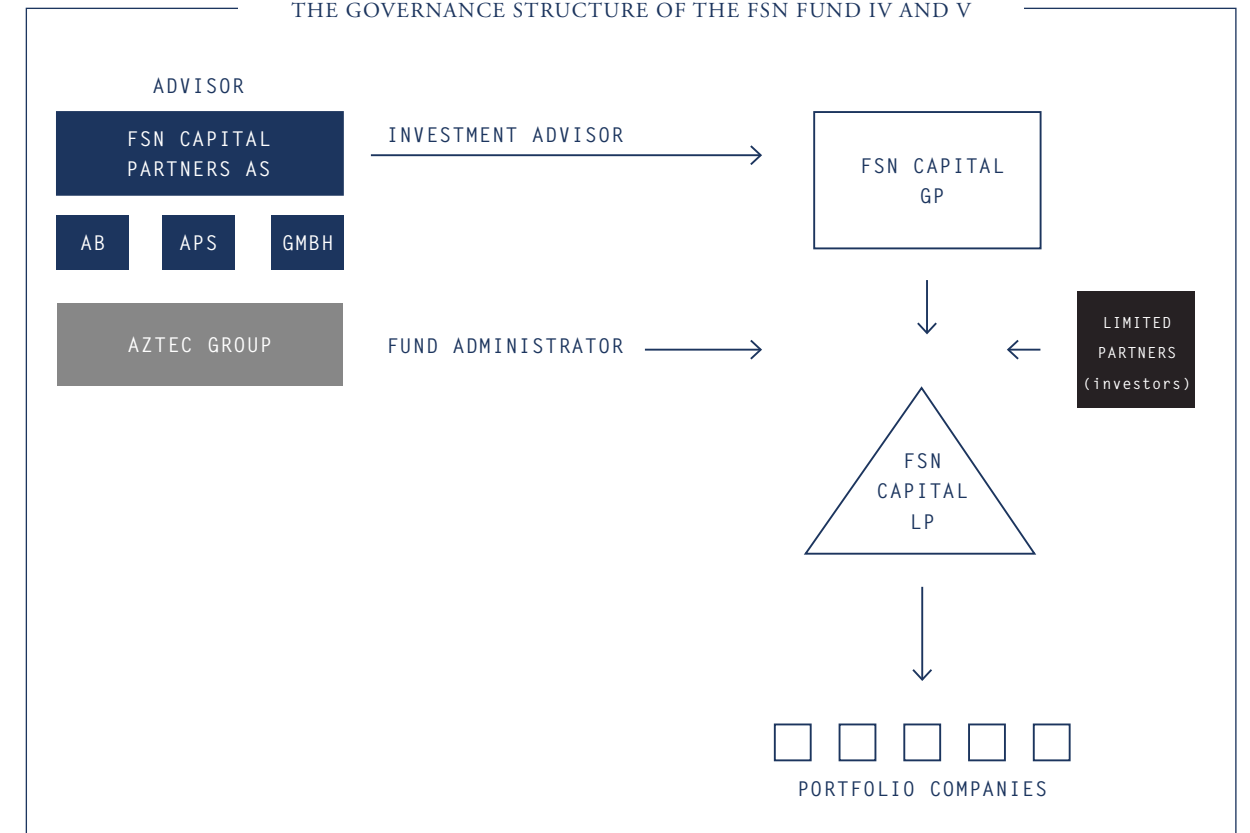 THE GOVERNANCE STRUCTURE OF THE FSN FUND IV AND V
ADVISOR
FSN CAPITAL
PARTNERS AS
INVESTMENT ADVISOR
FSN CAPITAL
GP
AB
APS
GMBH
AZTEC GROUP
FUND ADMINISTRATOR
LIMITED
PARTNERS
(investors)
FSN
CAPITAL
LP
PORTFOLIO COMPANIES